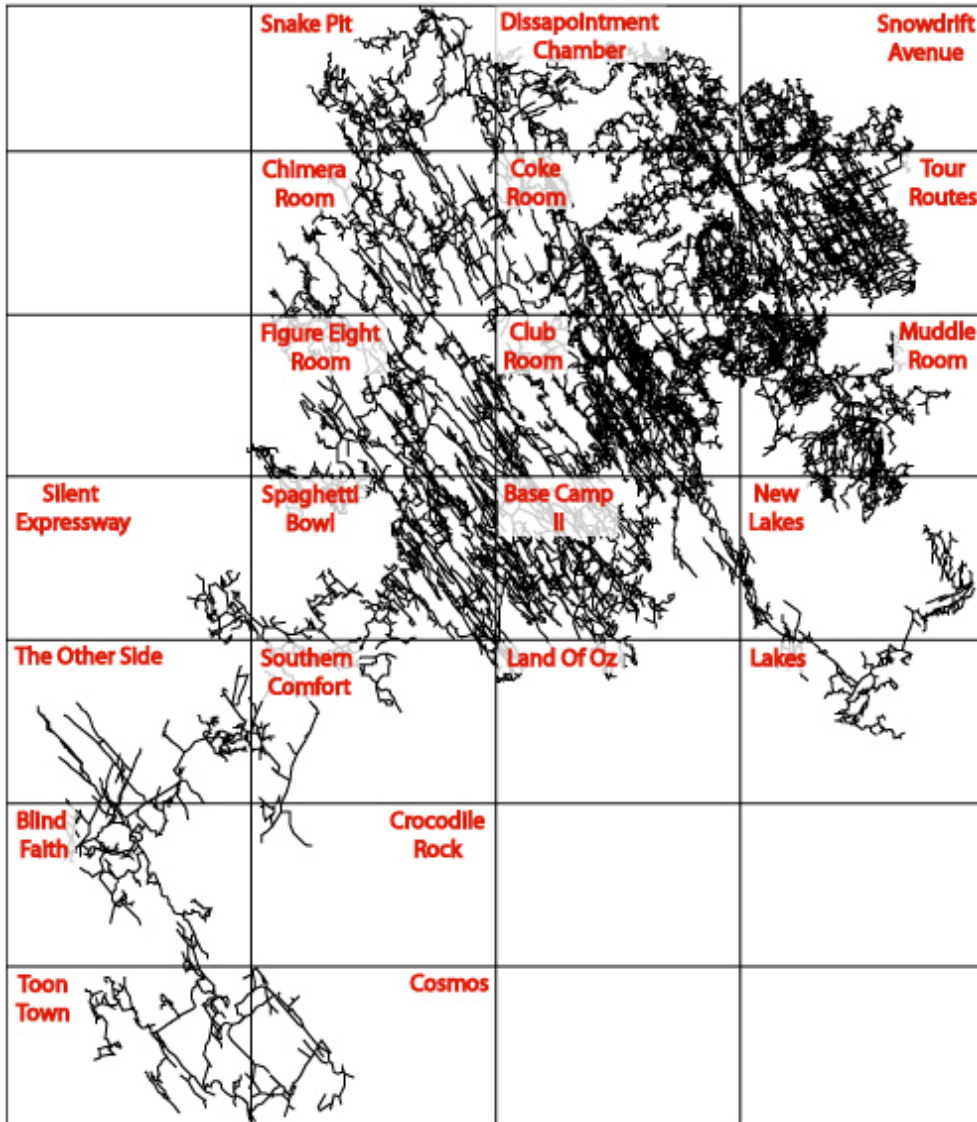 Snake Pit
Dissapointment
Chamber
Snowdrift
Avenue
Chimera
Room
Coke
Room
Tour
Routes
Figure Eight
Room
Club
Room
Muddle
Room
Silent
Expressway
Spaghetti
Bowl
Base Camp
II
New
Lakes
The Other Side
Southern
Comfort
Land Of Oz
Lakes
Blind
Faith
Crocodile
Rock
Toon
Town
Cosmos